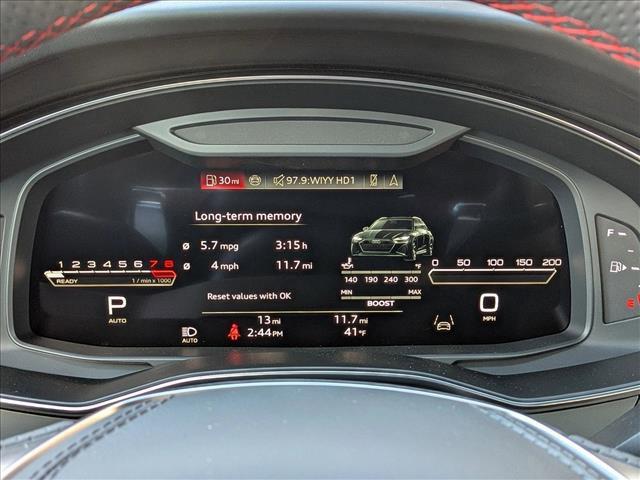 30 mi 97.9:WIYY HD1
Long-term memory
ø 5.7 mpg 3:15 h
ø 4 mph 11.7 mi
Reset values with OK
1 2 3 4 5 6 7 8
READY 1 / min x 1000
P
AUTO
140 190 240 300
MIN MAX
BOOST
0 50 100 150 200
0
MPH
13 mi 11.7 mi
AUTO 2:44 PM 41°F
F